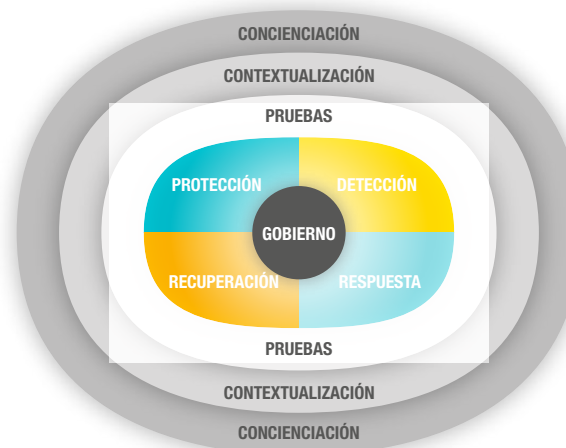 CONCIENCIACIÓN
CONTEXTUALIZACIÓN
PRUEBAS
PROTECCIÓN DETECCIÓN
GOBIERNO
RECUPERACIÓN RESPUESTA
PRUEBAS
CONTEXTUALIZACIÓN
CONCIENCIACIÓN